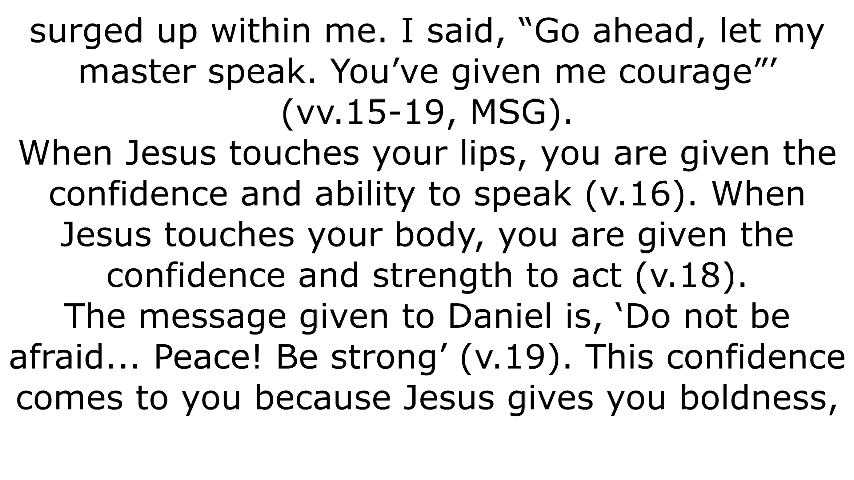 surged up within me. I said, “Go ahead, let my
master speak. You’ve given me courage”’
(vv.15-19, MSG).
When Jesus touches your lips, you are given the
confidence and ability to speak (v.16). When
Jesus touches your body, you are given the
confidence and strength to act (v.18).
The message given to Daniel is, ‘Do not be
afraid... Peace! Be strong’ (v.19). This confidence
comes to you because Jesus gives you boldness,